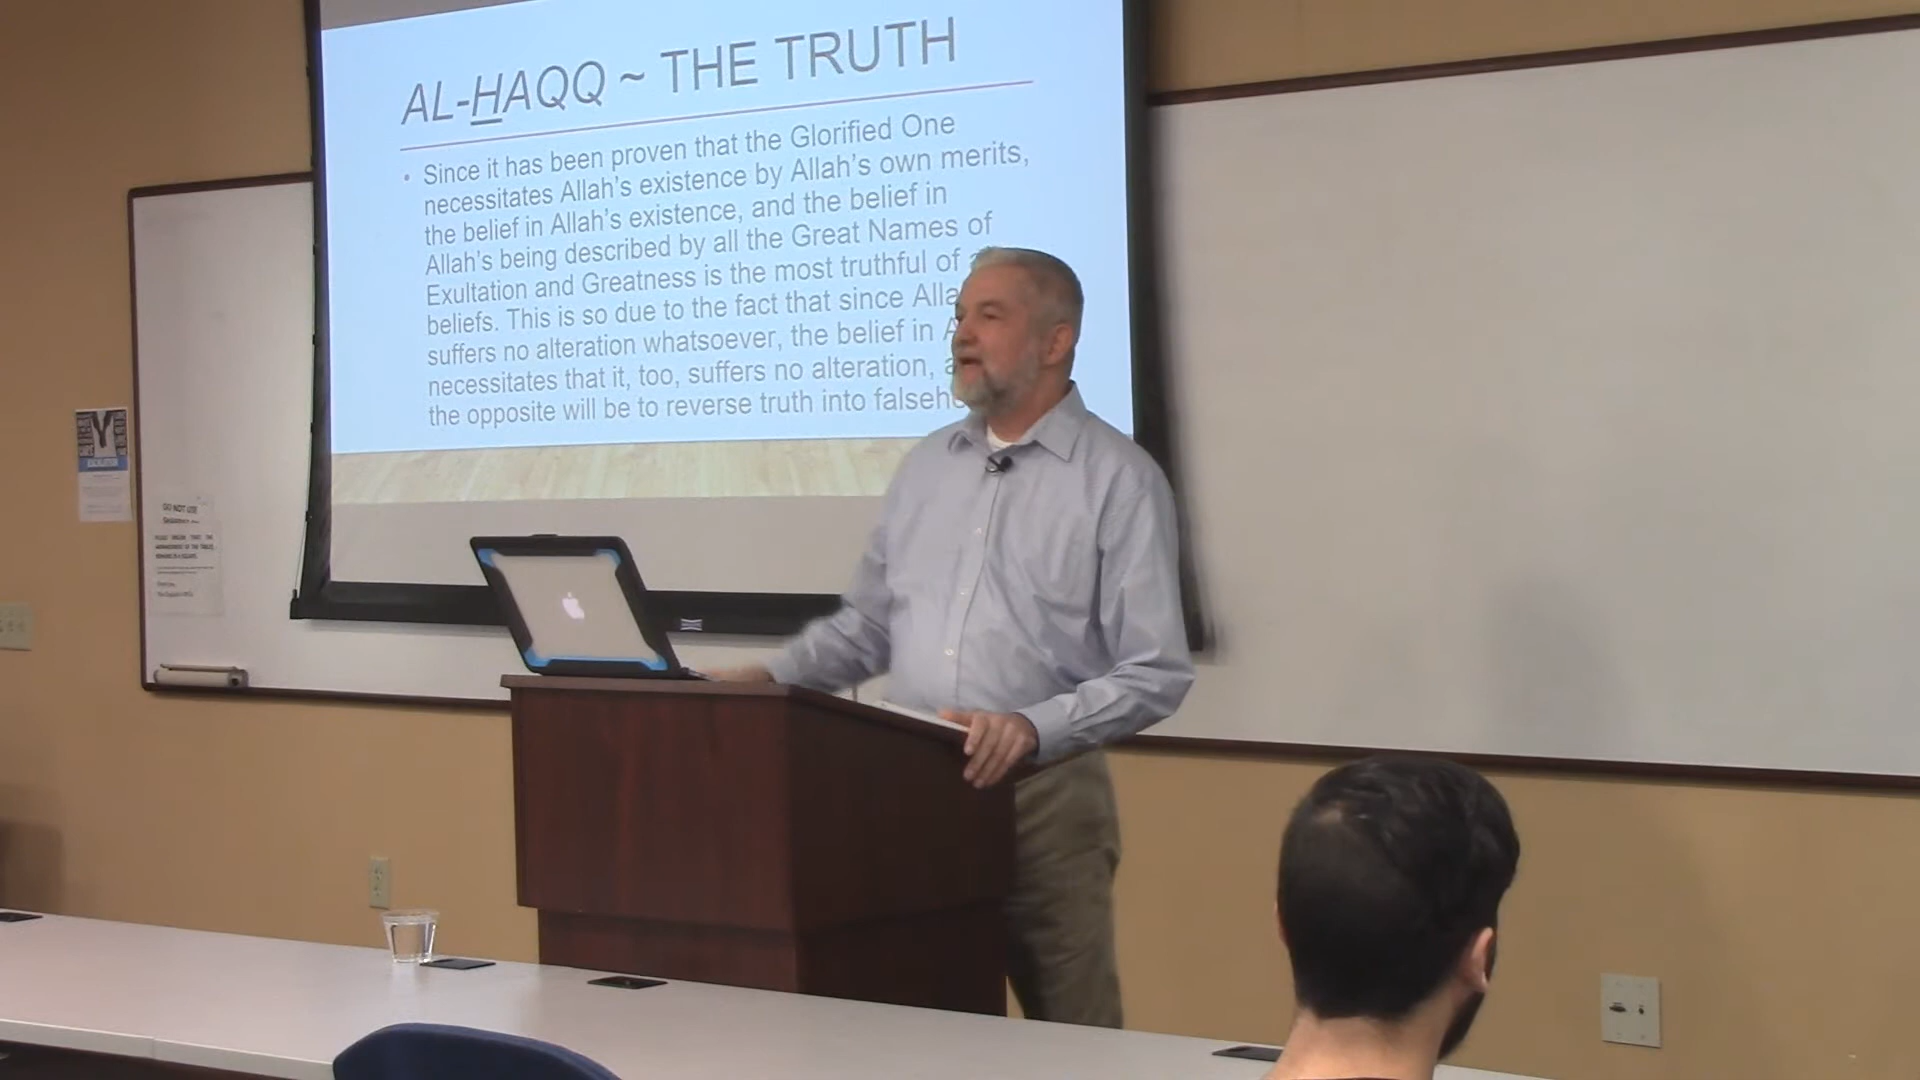 AL-HAQQ ~ THE TRUTH
• Since it has been proven that the Glorified One
necessitates Allah's existence by Allah's own merits,
the belief in Allah's existence, and the belief in
Allah's being described by all the Great Names of
Exultation and Greatness is the most truthful of
beliefs. This is so due to the fact that since
suffers no alteration whatsoever, the belief in
necessitates that it, too, suffers no alteration,
the opposite will be to reverse truth into
DO NOT USE